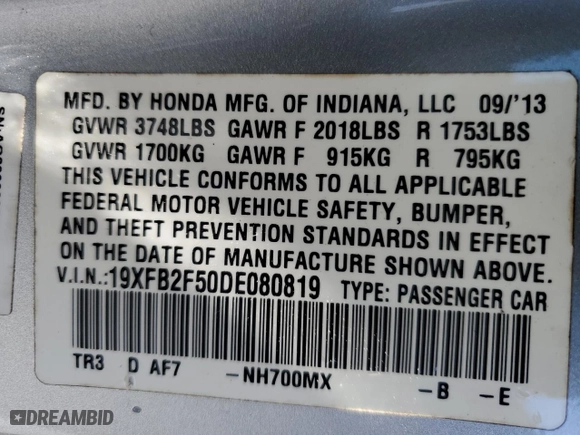 MFD. BY HONDA MFG. OF INDIANA, LLC 09/'13
GVWR 3748LBS GAWR F 2018LBS R 1753LBS
GVWR 1700KG GAWR F 915KG R 795KG
THIS VEHICLE CONFORMS TO ALL APPLICABLE
FEDERAL MOTOR VEHICLE SAFETY, BUMPER,
AND THEFT PREVENTION STANDARDS IN EFFECT
ON THE DATE OF MANUFACTURE SHOWN ABOVE.
V.I.N.:19XFB2F50DE080819 TYPE: PASSENGER CAR
TR3 D AF7 -NH700MX -B -E
DREAMBID